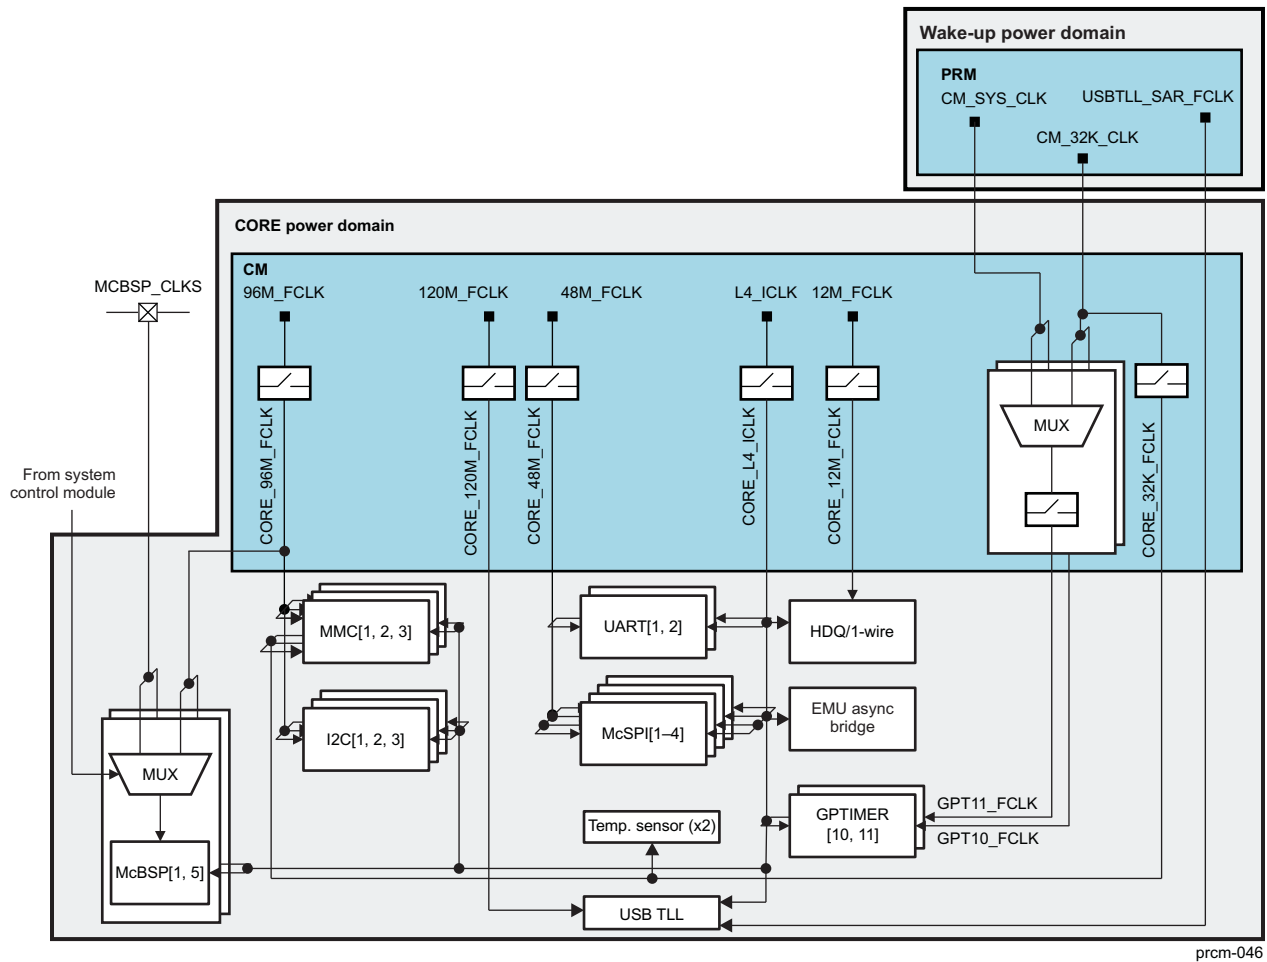 Wake-up power domain
PRM
CM_SYS_CLK
USBTLL_SAR_FCLK
CM_32K_CLK
CORE power domain
CM
MCBSP_CLKS
96M_FCLK
120M_FCLK
48M_FCLK
L4_ICLK
12M_FCLK
CORE_96M_FCLK
CORE_120M_FCLK
CORE_48M_FCLK
CORE_L4_ICLK
CORE_12M_FCLK
MUX
CORE_32K_FCLK
From system
control module
MMC[1, 2, 3]
UART[1, 2]
HDQ/1-wire
I2C[1, 2, 3]
McSPI[1–4]
EMU async
bridge
MUX
GPTIMER
[10, 11]
GPT11_FCLK
GPT10_FCLK
Temp. sensor (x2)
McBSP[1, 5]
USB TLL
prcm-046